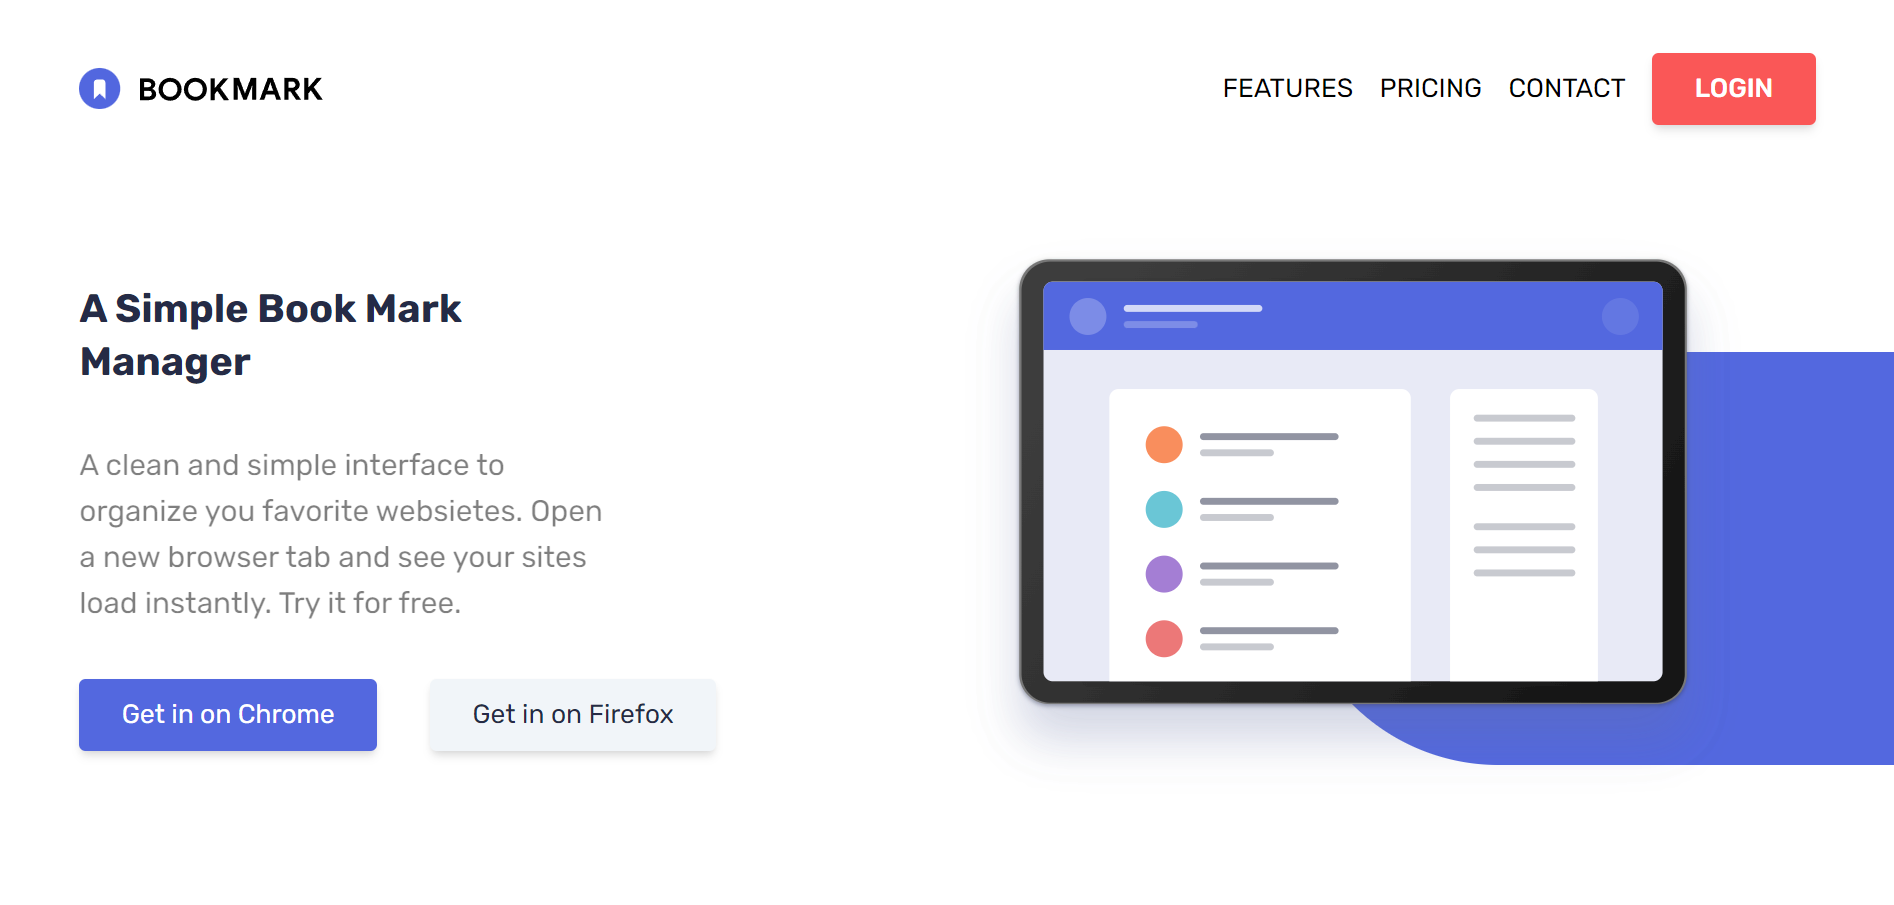 BOOKMARK
FEATURES PRICING CONTACT LOGIN
A Simple Book Mark
Manager
A clean and simple interface to
organize you favorite websietes. Open
a new browser tab and see your sites
load instantly. Try it for free.
Get in on Chrome Get in on Firefox